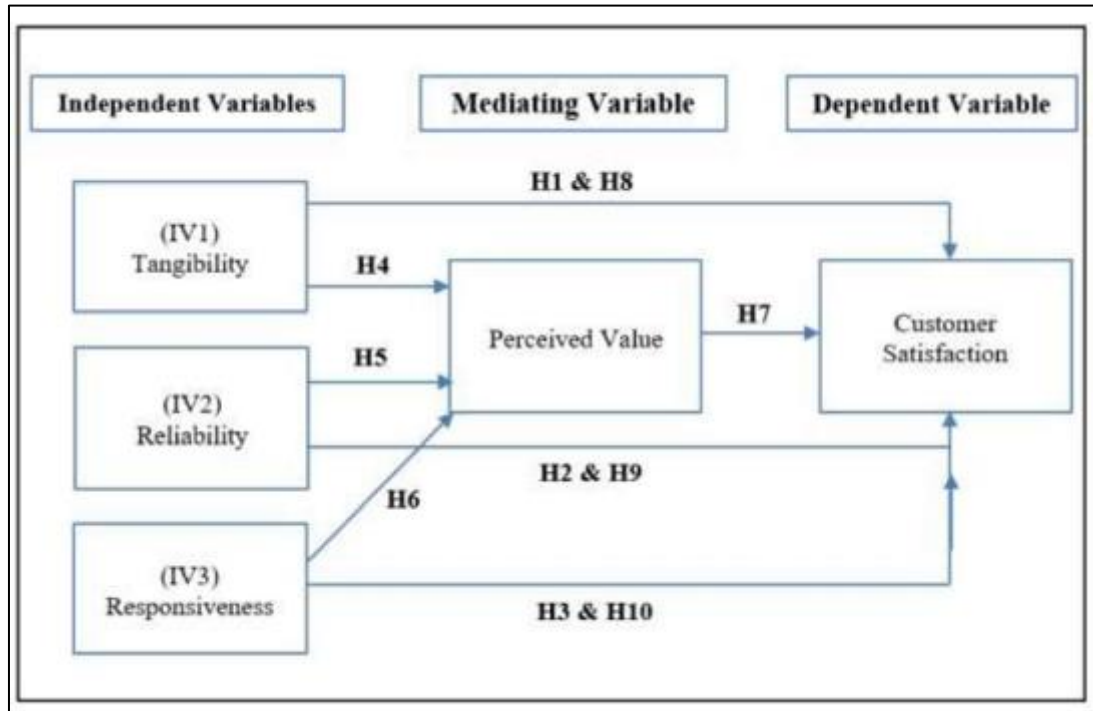 Independent Variables
Mediating Variable
Dependent Variable
H1 & H8
(IV1)
Tangibility
H4
Perceived Value
H7
Customer
Satisfaction
H5
(IV2)
Reliability
H2 & H9
H6
(IV3)
Responsiveness
H3 & H10